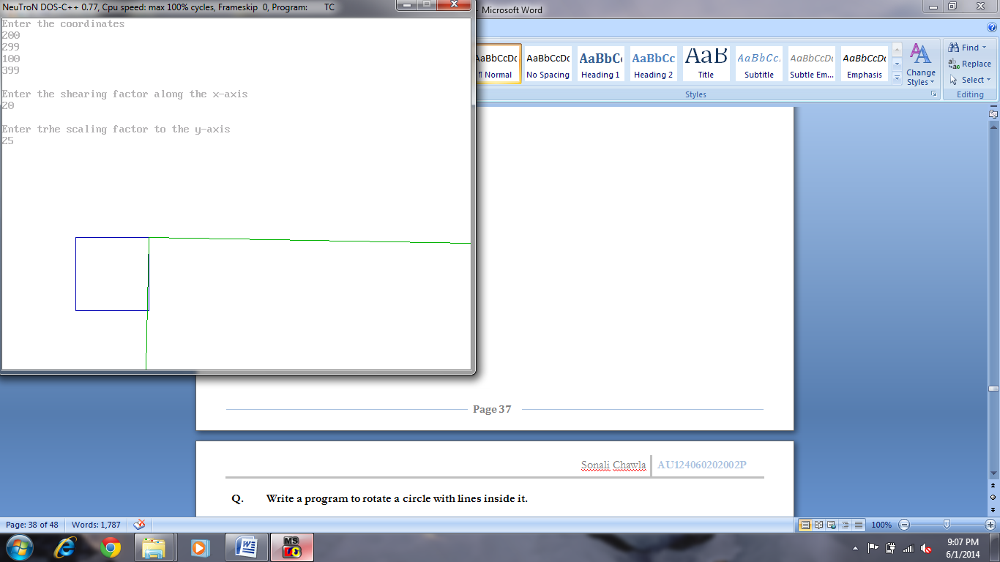 NeuTroN DOS-C++ 0.77, Cpu speed: max 100% cycles, Frameskip 0, Program: TC
- Microsoft Word
Enter the coordinates
200
299
100
399
Enter the shearing factor along the x-axis
20
Enter trhe scaling factor to the y-axis
25
AaBbCcDc AaBbCcDc AaBbC AaBbCc AaB AaBbCc. AaBbCcDc AaBbCcDc
¶ Normal No Spacing Heading 1 Heading 2 Title Subtitle Subtle Em... Emphasis
Change
Styles
Styles
Find
Replace
Select
Editing
Page 37
Sonali Chawla AU124060202002P
Q. Write a program to rotate a circle with lines inside it.
Page: 38 of 48 Words: 1,787 100%
MS
9:07 PM
6/1/2014